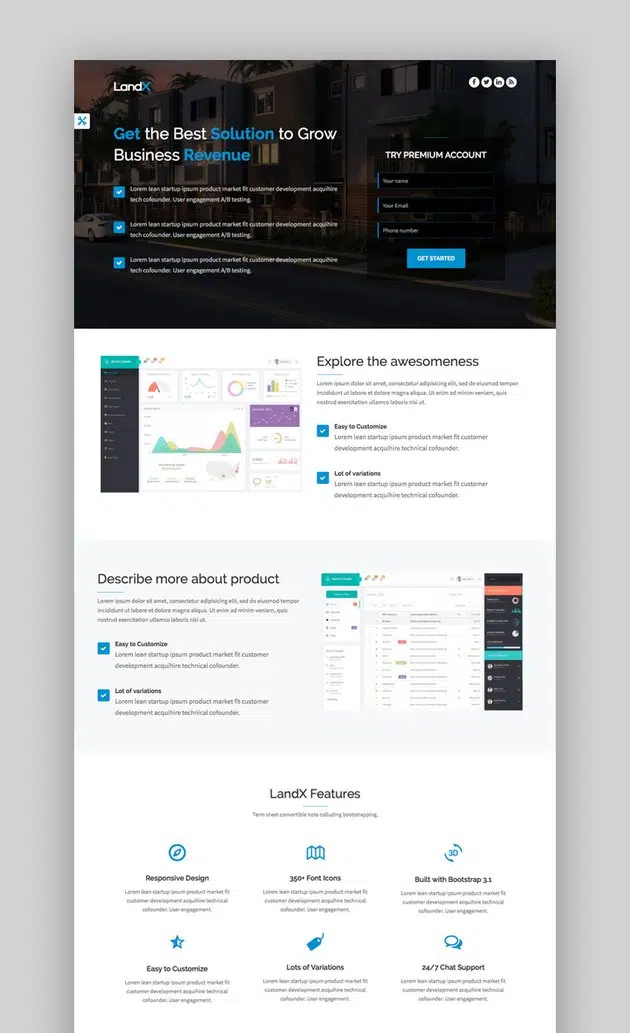 LandX
Get the Best Solution to Grow
Business Revenue
Lorem lean startup ipsum product market fit customer development acquihire
tech cofounder. User engagement A/B testing.
Lorem lean startup ipsum product market fit customer development acquihire
tech cofounder. User engagement A/B testing.
Lorem lean startup ipsum product market fit customer development acquihire
tech cofounder. User engagement A/B testing.
TRY PREMIUM ACCOUNT
Your name
Your Email
Phone number
GET STARTED
Explore the awesomeness
Lorem ipsum dolor sit amet, consectetur adipiscing elit, sed do eiusmod tempor
incididunt ut labore et dolore magna aliqua. Ut enim ad minim veniam, quis
nostrud exercitation ullamco laboris nisi ut.
Easy to Customize
Lorem lean startup ipsum product market fit customer
development acquihire technical cofounder.
Lot of variations
Lorem lean startup ipsum product market fit customer
development acquihire technical cofounder.
Describe more about product
Lorem ipsum dolor sit amet, consectetur adipiscing elit, sed do eiusmod tempor
incididunt ut labore et dolore magna aliqua. Ut enim ad minim veniam, quis
nostrud exercitation ullamco laboris nisi ut.
Easy to Customize
Lorem lean startup ipsum product market fit customer
development acquihire technical cofounder.
Lot of variations
Lorem lean startup ipsum product market fit customer
development acquihire technical cofounder.
LandX Features
Term sheet convertible note colluding bootstrapping.
Responsive Design
Lorem lean startup ipsum product market fit
customer development acquihire technical
cofounder. User engagement.
350+ Font Icons
Lorem lean startup ipsum product market fit
customer development acquihire technical
cofounder. User engagement.
3D
Built with Bootstrap 3.1
Lorem lean startup ipsum product market fit
customer development acquihire technical
cofounder. User engagement.
Easy to Customize
Lorem lean startup ipsum product market fit
customer development acquihire technical
cofounder. User engagement.
Lots of Variations
Lorem lean startup ipsum product market fit
customer development acquihire technical
cofounder. User engagement.
24/7 Chat Support
Lorem lean startup ipsum product market fit
customer development acquihire technical
cofounder. User engagement.